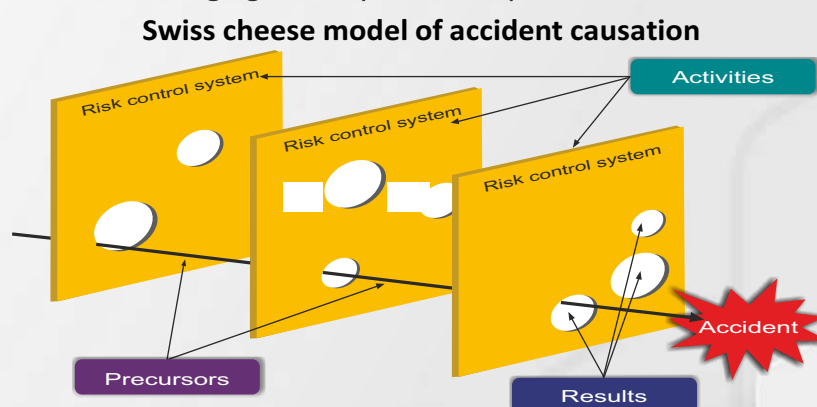 Swiss cheese model of accident causation
Activities
Risk control system
Risk control system
Risk control system
Accident
Precursors
Results